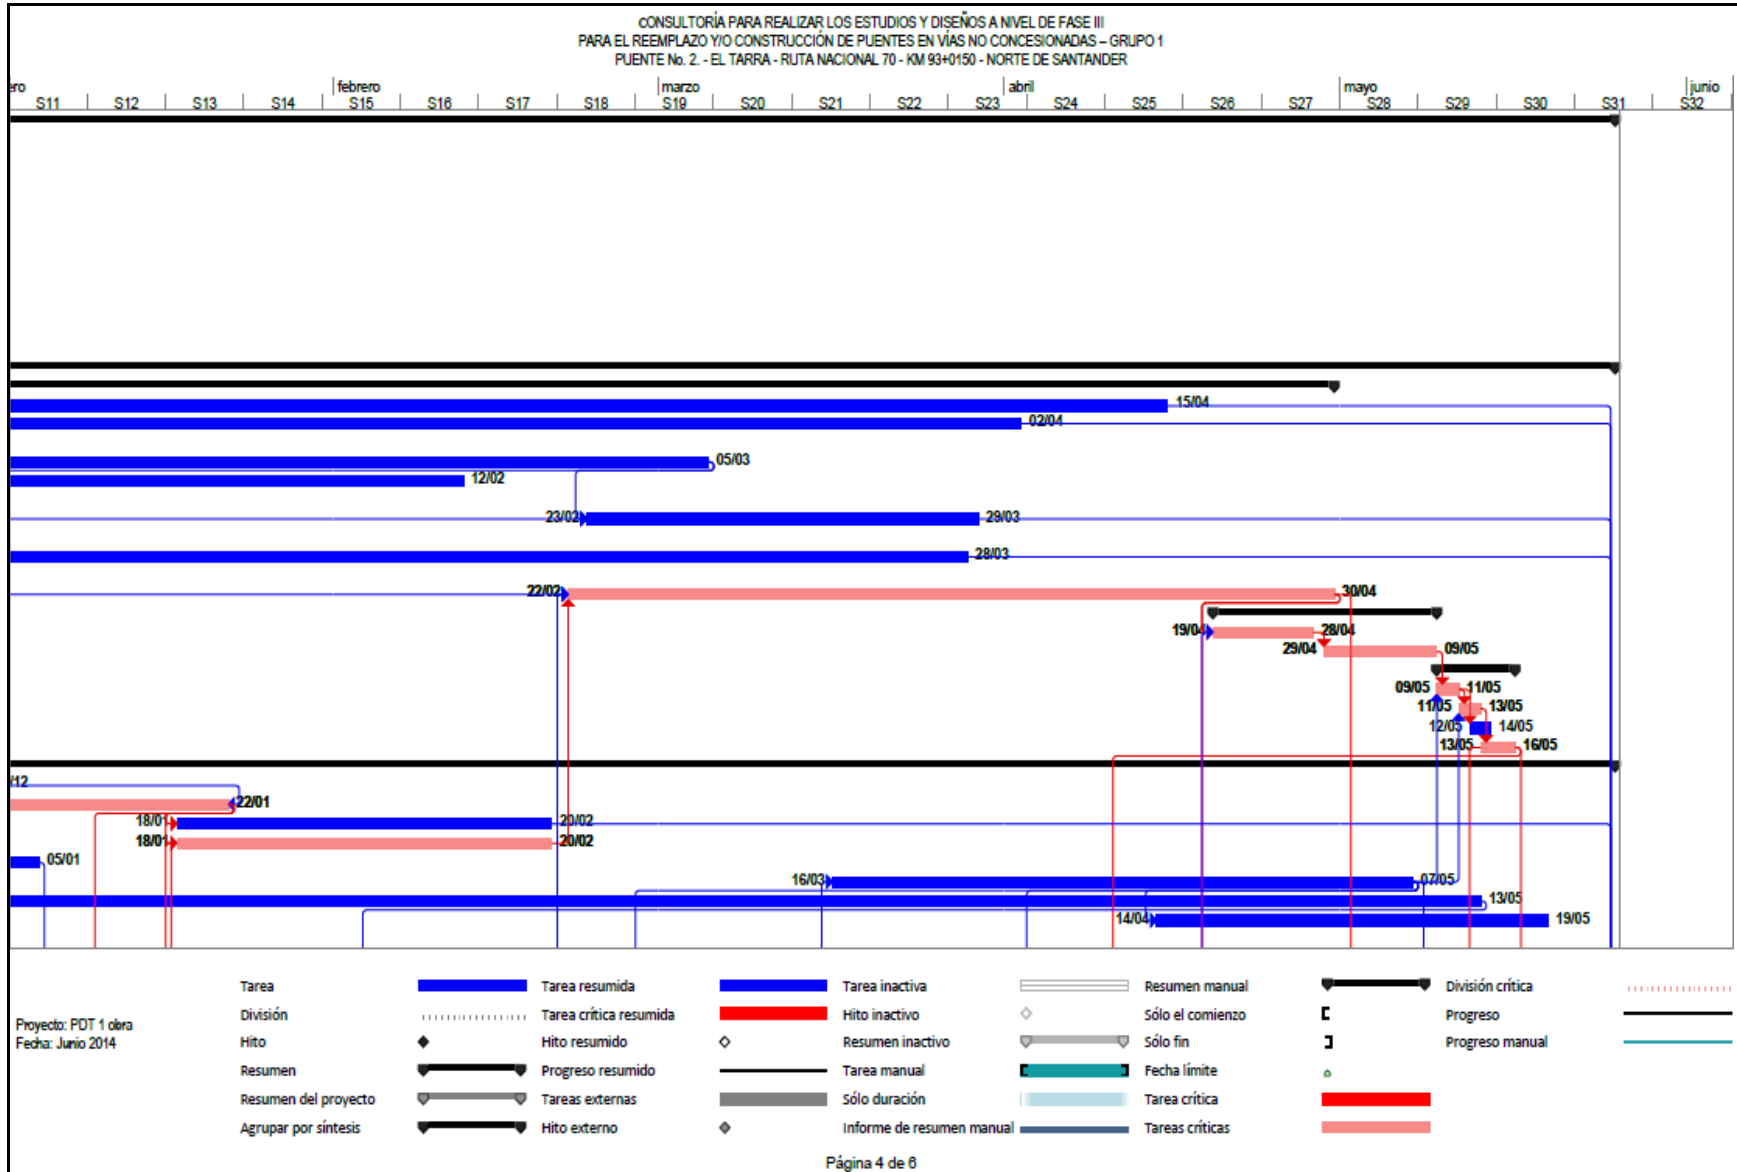 CONSULTORÍA PARA REALIZAR LOS ESTUDIOS Y DISEÑOS A NIVEL DE FASE III
PARA EL REEMPLAZO Y/O CONSTRUCCIÓN DE PUENTES EN VÍAS NO CONCESIONADAS – GRUPO 1
PUENTE No. 2. - EL TARRA - RUTA NACIONAL 70 - KM 93+0150 - NORTE DE SANTANDER
ero febrero marzo abril mayo junio
S11 S12 S13 S14 S15 S16 S17 S18 S19 S20 S21 S22 S23 S24 S25 S26 S27 S28 S29 S30 S31 S32
15/04
02/04
05/03
12/02
23/02 29/03
28/03
22/02 30/04
19/04 28/04
29/04 09/05
09/05 11/05
11/05 13/05
12/05 14/05
13/05 16/05
/12
22/01
18/01 20/02
18/01 20/02
05/01
16/03 07/05
13/05
14/04 19/05
Proyecto: PDT 1 obra
Fecha: Junio 2014
Tarea Tarea resumida Tarea inactiva Resumen manual División crítica
División Tarea crítica resumida Hito inactivo Sólo el comienzo Progreso
Hito Hito resumido Resumen inactivo Sólo fin Progreso manual
Resumen Progreso resumido Tarea manual Fecha límite
Resumen del proyecto Tareas externas Sólo duración Tarea crítica
Agrupar por síntesis Hito externo Informe de resumen manual Tareas críticas
Página 4 de 6